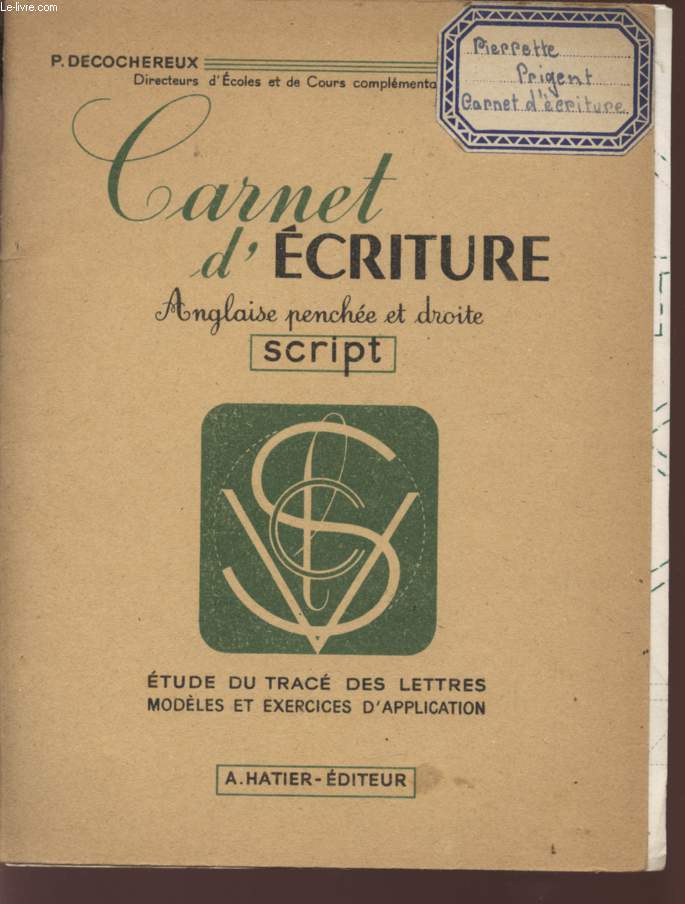 Le-livre.com
P. DECOCHEREUX
Directeurs d'Écoles et de Cours
Pierrette
Prigent
Carnet d'écriture
Carnet
d'ÉCRITURE
Anglaise penchée et droite
script
ÉTUDE DU TRACÉ DES LETTRES
MODÈLES ET EXERCICES D'APPLICATION
A. HATIER-ÉDITEUR